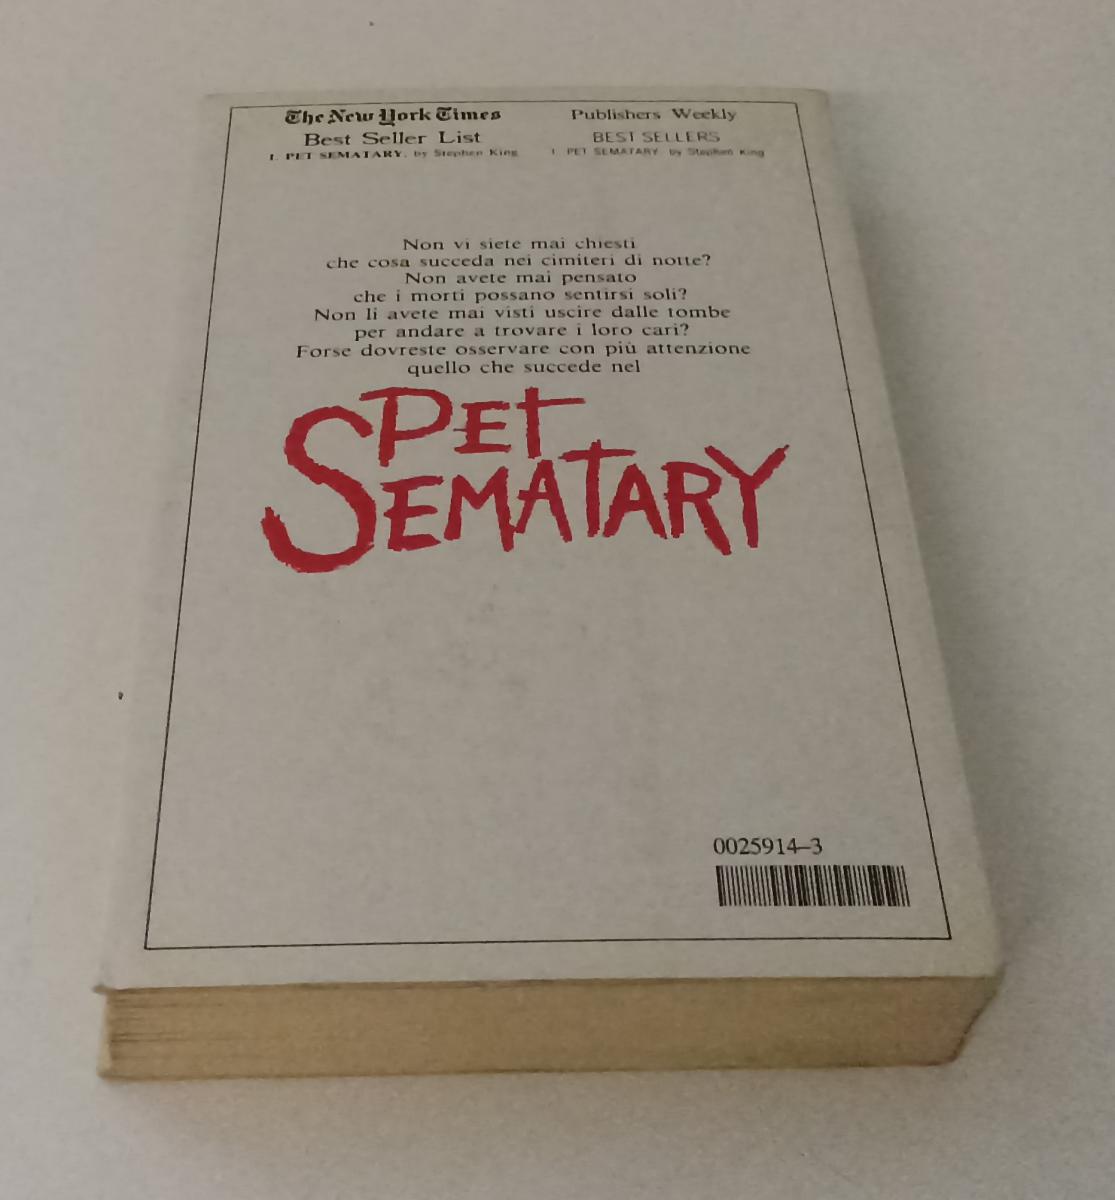 The New York Times
Best Seller List
1. PET SEMATARY, by Stephen King
Publishers Weekly
BEST SELLERS
1. PET SEMATARY. by Stephen King
Non vi siete mai chiesti
che cosa succeda nei cimiteri di notte?
Non avete mai pensato
che i morti possano sentirsi soli?
Non li avete mai visti uscire dalle tombe
per andare a trovare i loro cari?
Forse dovreste osservare con più attenzione
quello che succede nel
PET
SEMATARY
0025914-3